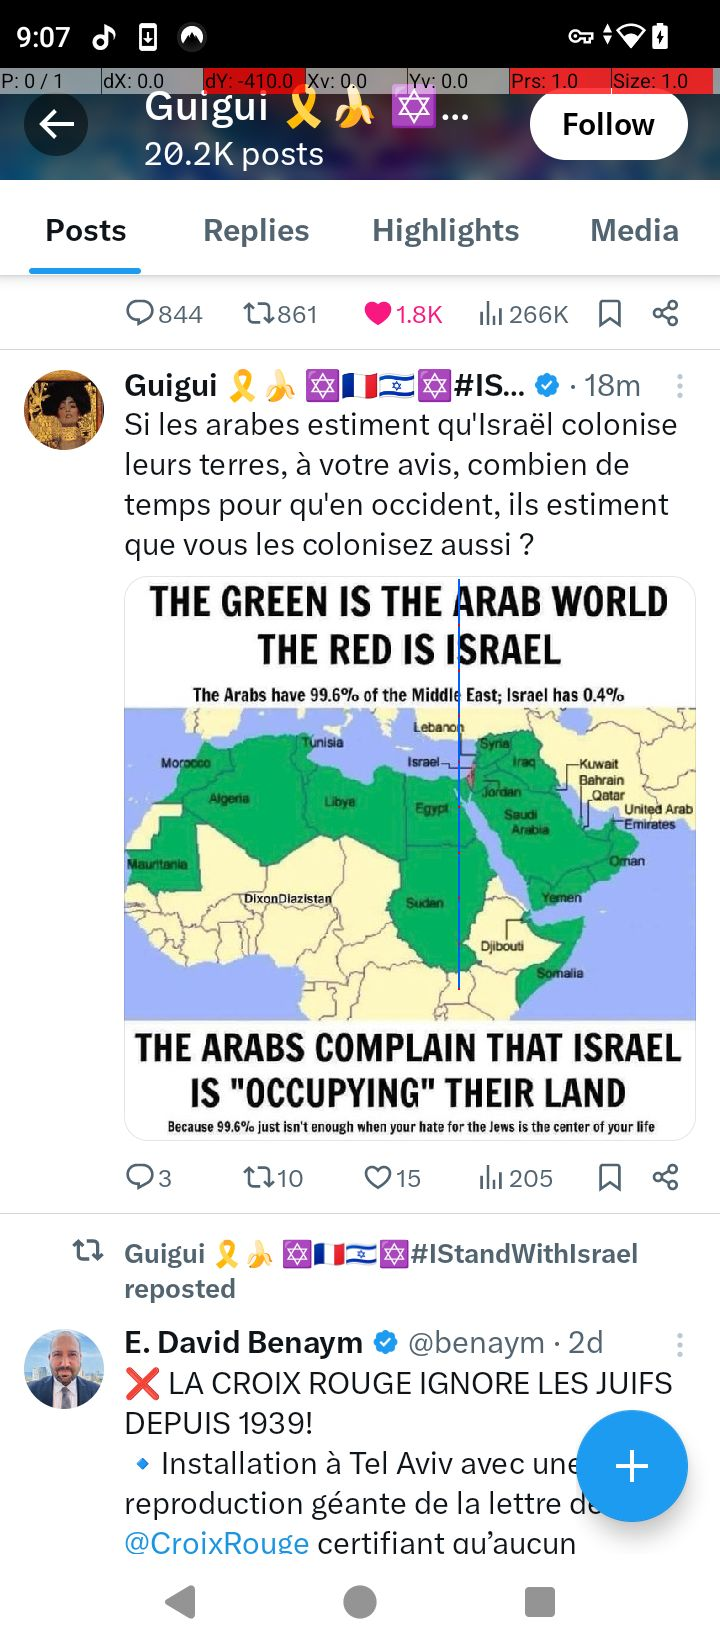 9:07
P: 0 / 1 dX: 0.0 dY: -410.0 Xv: 0.0 Yv: 0.0 Prs: 1.0 Size: 1.0
Guigui 🎗️🍌 ✡️...
20.2K posts
Follow
Posts Replies Highlights Media
844 861 1.8K 266K
Guigui 🎗️🍌 ✡️🇫🇷🇮🇱✡️#IS... · 18m
Si les arabes estiment qu'Israël colonise
leurs terres, à votre avis, combien de
temps pour qu'en occident, ils estiment
que vous les colonisez aussi ?
THE GREEN IS THE ARAB WORLD
THE RED IS ISRAEL
The Arabs have 99.6% of the Middle East; Israel has 0.4%
Lebanon
Tunisia
Syria
Morocco
Israel
Iraq
Kuwait
Bahrain
Qatar
Jordan
Algeria
Libya
Egypt
Saudi
Arabia
United Arab
Emirates
Mauritania
Oman
DixonDiazistan
Sudan
Yemen
Djibouti
Somalia
THE ARABS COMPLAIN THAT ISRAEL
IS "OCCUPYING" THEIR LAND
Because 99.6% just isn't enough when your hate for the Jews is the center of your life
3 10 15 205
Guigui 🎗️🍌 ✡️🇫🇷🇮🇱✡️#IStandWithIsrael
reposted
E. David Benaym @benaym · 2d
❌ LA CROIX ROUGE IGNORE LES JUIFS
DEPUIS 1939!
🔹 Installation à Tel Aviv avec une
reproduction géante de la lettre de
@CroixRouge certifiant qu'aucun